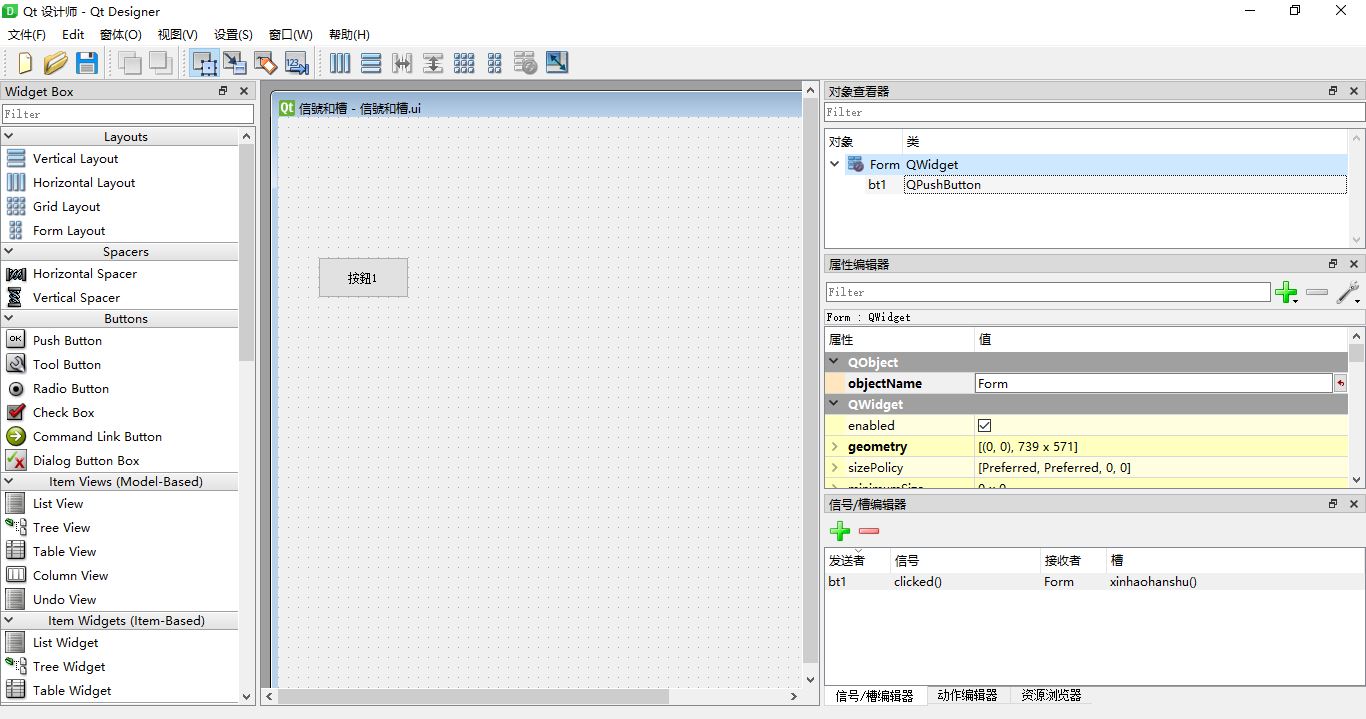 Qt 设计师 - Qt Designer
文件(F) Edit 窗体(O) 视图(V) 设置(S) 窗口(W) 帮助(H)
123
Widget Box
Filter
Layouts
Vertical Layout
Horizontal Layout
Grid Layout
Form Layout
Spacers
Horizontal Spacer
Vertical Spacer
Buttons
OK Push Button
Tool Button
Radio Button
Check Box
Command Link Button
Dialog Button Box
Item Views (Model-Based)
List View
Tree View
Table View
Column View
Undo View
Item Widgets (Item-Based)
List Widget
Tree Widget
Table Widget
Qt 信號和槽 - 信號和槽.ui
按鈕1
对象查看器
Filter
对象 类
Form QWidget
bt1 QPushButton
属性编辑器
Filter
Form : QWidget
属性 值
QObject
objectName Form
QWidget
enabled
geometry [(0, 0), 739 x 571]
sizePolicy [Preferred, Preferred, 0, 0]
minimumSize 0 x 0
信号/槽编辑器
发送者 信号 接收者 槽
bt1 clicked() Form xinhaohanshu()
信号/槽编辑器 动作编辑器 资源浏览器